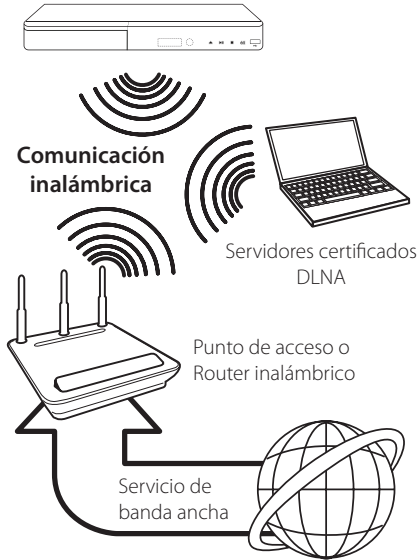 Comunicación
inalámbrica
Servidores certificados
DLNA
Punto de acceso o
Router inalámbrico
Servicio de
banda ancha